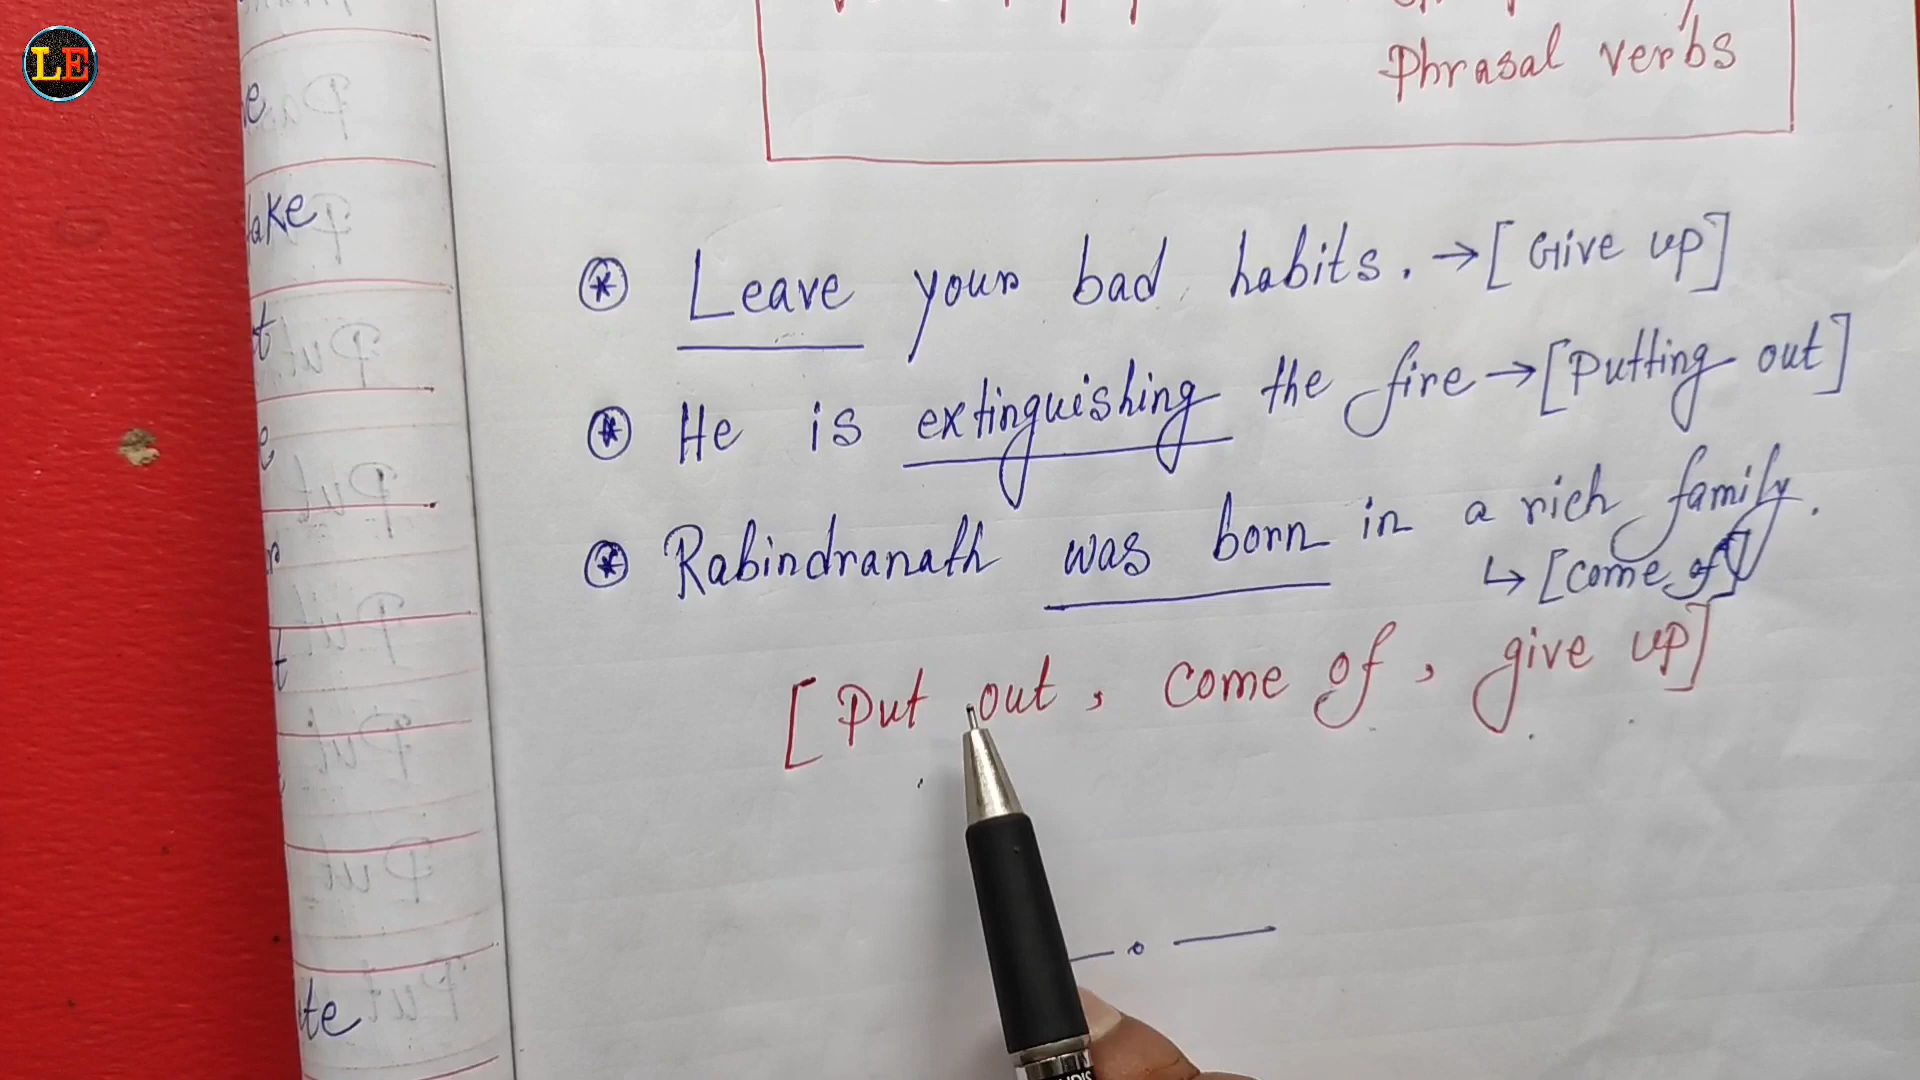 LE
Phrasal verbs
Leave your bad habits. → [Give up]
He is extinguishing the fire → [Putting out]
Rabindranath was born in a rich family.
↳ [come of]
[Put out, come of, give up]